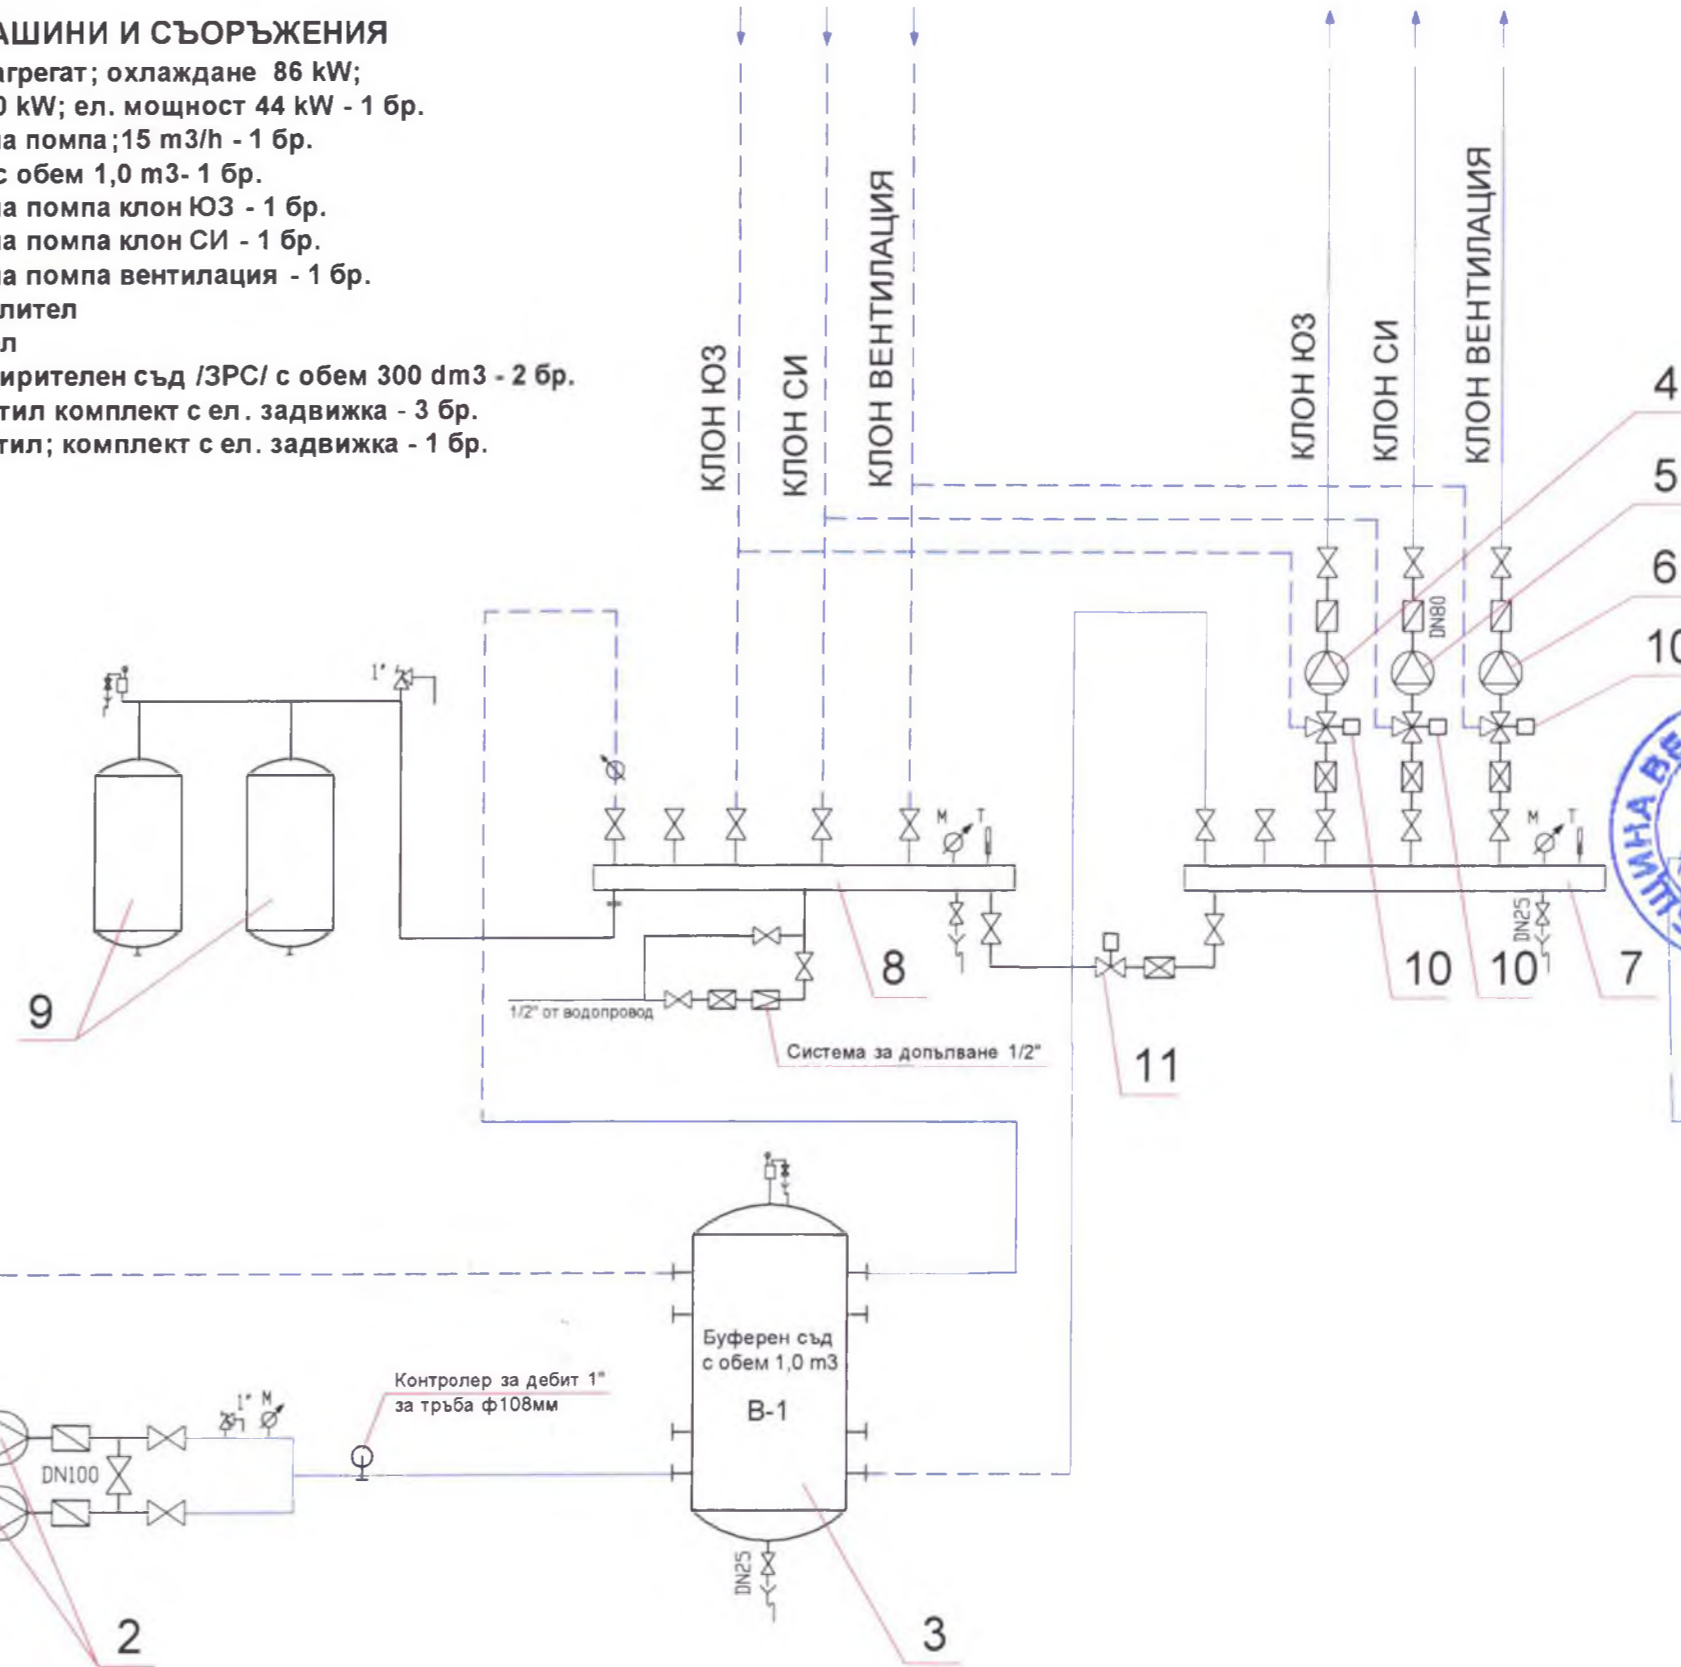 АШИНИ И СЪОРЪЖЕНИЯ
агрегат; охлаждане 86 kW;
0 kW; ел. мощност 44 kW - 1 бр.
на помпа;15 m3/h - 1 бр.
с обем 1,0 m3- 1 бр.
на помпа клон ЮЗ - 1 бр.
на помпа клон СИ - 1 бр.
на помпа вентилация - 1 бр.
лител
л
ирителен съд /ЗРС/ с обем 300 dm3 - 2 бр.
тил комплект с ел. задвижка - 3 бр.
тил; комплект с ел. задвижка - 1 бр.
КЛОН ЮЗ
КЛОН СИ
КЛОН ВЕНТИЛАЦИЯ
КЛОН ЮЗ
КЛОН СИ
КЛОН ВЕНТИЛАЦИЯ
4
5
6
10
DN80
1"
M T
M T
9
8
10
10
DN25
7
1/2" от водопровод
Система за допълване 1/2"
11
Буферен съд
с обем 1,0 m3
B-1
Контролер за дебит 1"
за тръба ф108мм
1" M
DN100
DN25
2
3